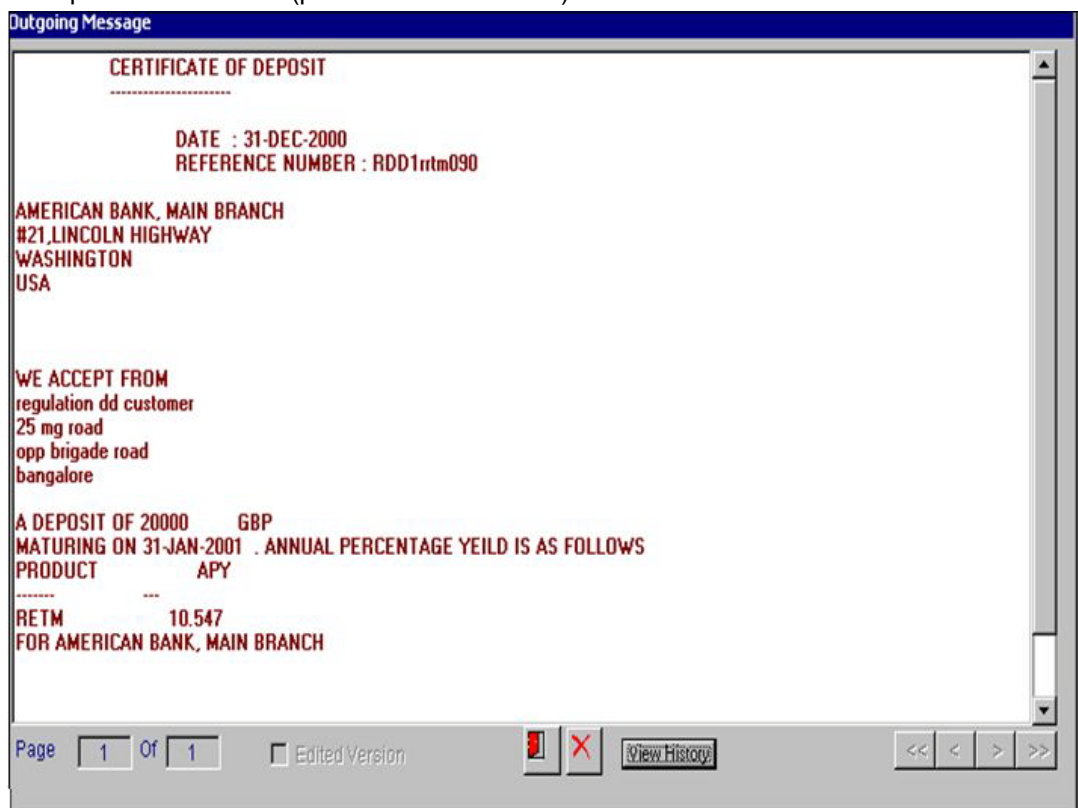 Outgoing Message
CERTIFICATE OF DEPOSIT
----------------------
DATE : 31-DEC-2000
REFERENCE NUMBER : RDD1rrtm090
AMERICAN BANK, MAIN BRANCH
#21,LINCOLN HIGHWAY
WASHINGTON
USA
WE ACCEPT FROM
regulation dd customer
25 mg road
opp brigade road
bangalore
A DEPOSIT OF 20000 GBP
MATURING ON 31-JAN-2001 . ANNUAL PERCENTAGE YEILD IS AS FOLLOWS
PRODUCT APY
------- ---
RETM 10.547
FOR AMERICAN BANK, MAIN BRANCH
Page 1 Of 1 Edited Version View History << < > >>